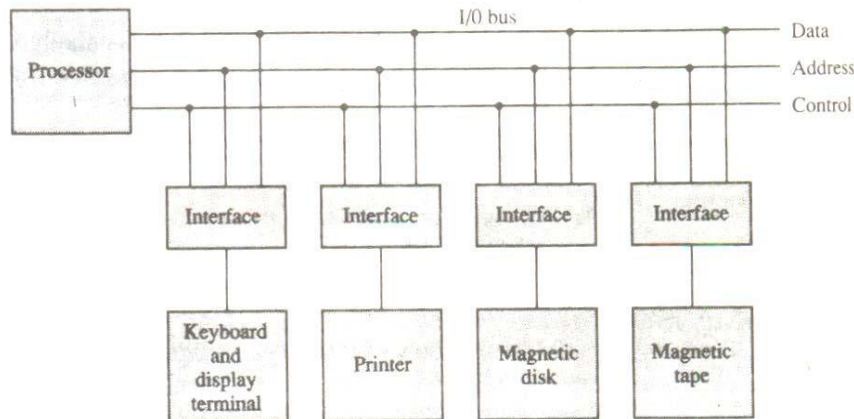 I/0 bus
Data
Processor
Address
Control
Interface
Interface
Interface
Interface
Keyboard
and
display
terminal
Printer
Magnetic
disk
Magnetic
tape